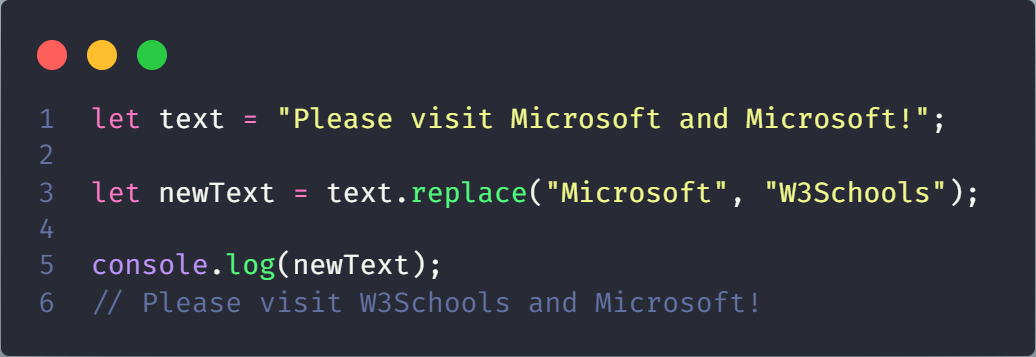 1 let text = "Please visit Microsoft and Microsoft!";
2
3 let newText = text.replace("Microsoft", "W3Schools");
4
5 console.log(newText);
6 // Please visit W3Schools and Microsoft!